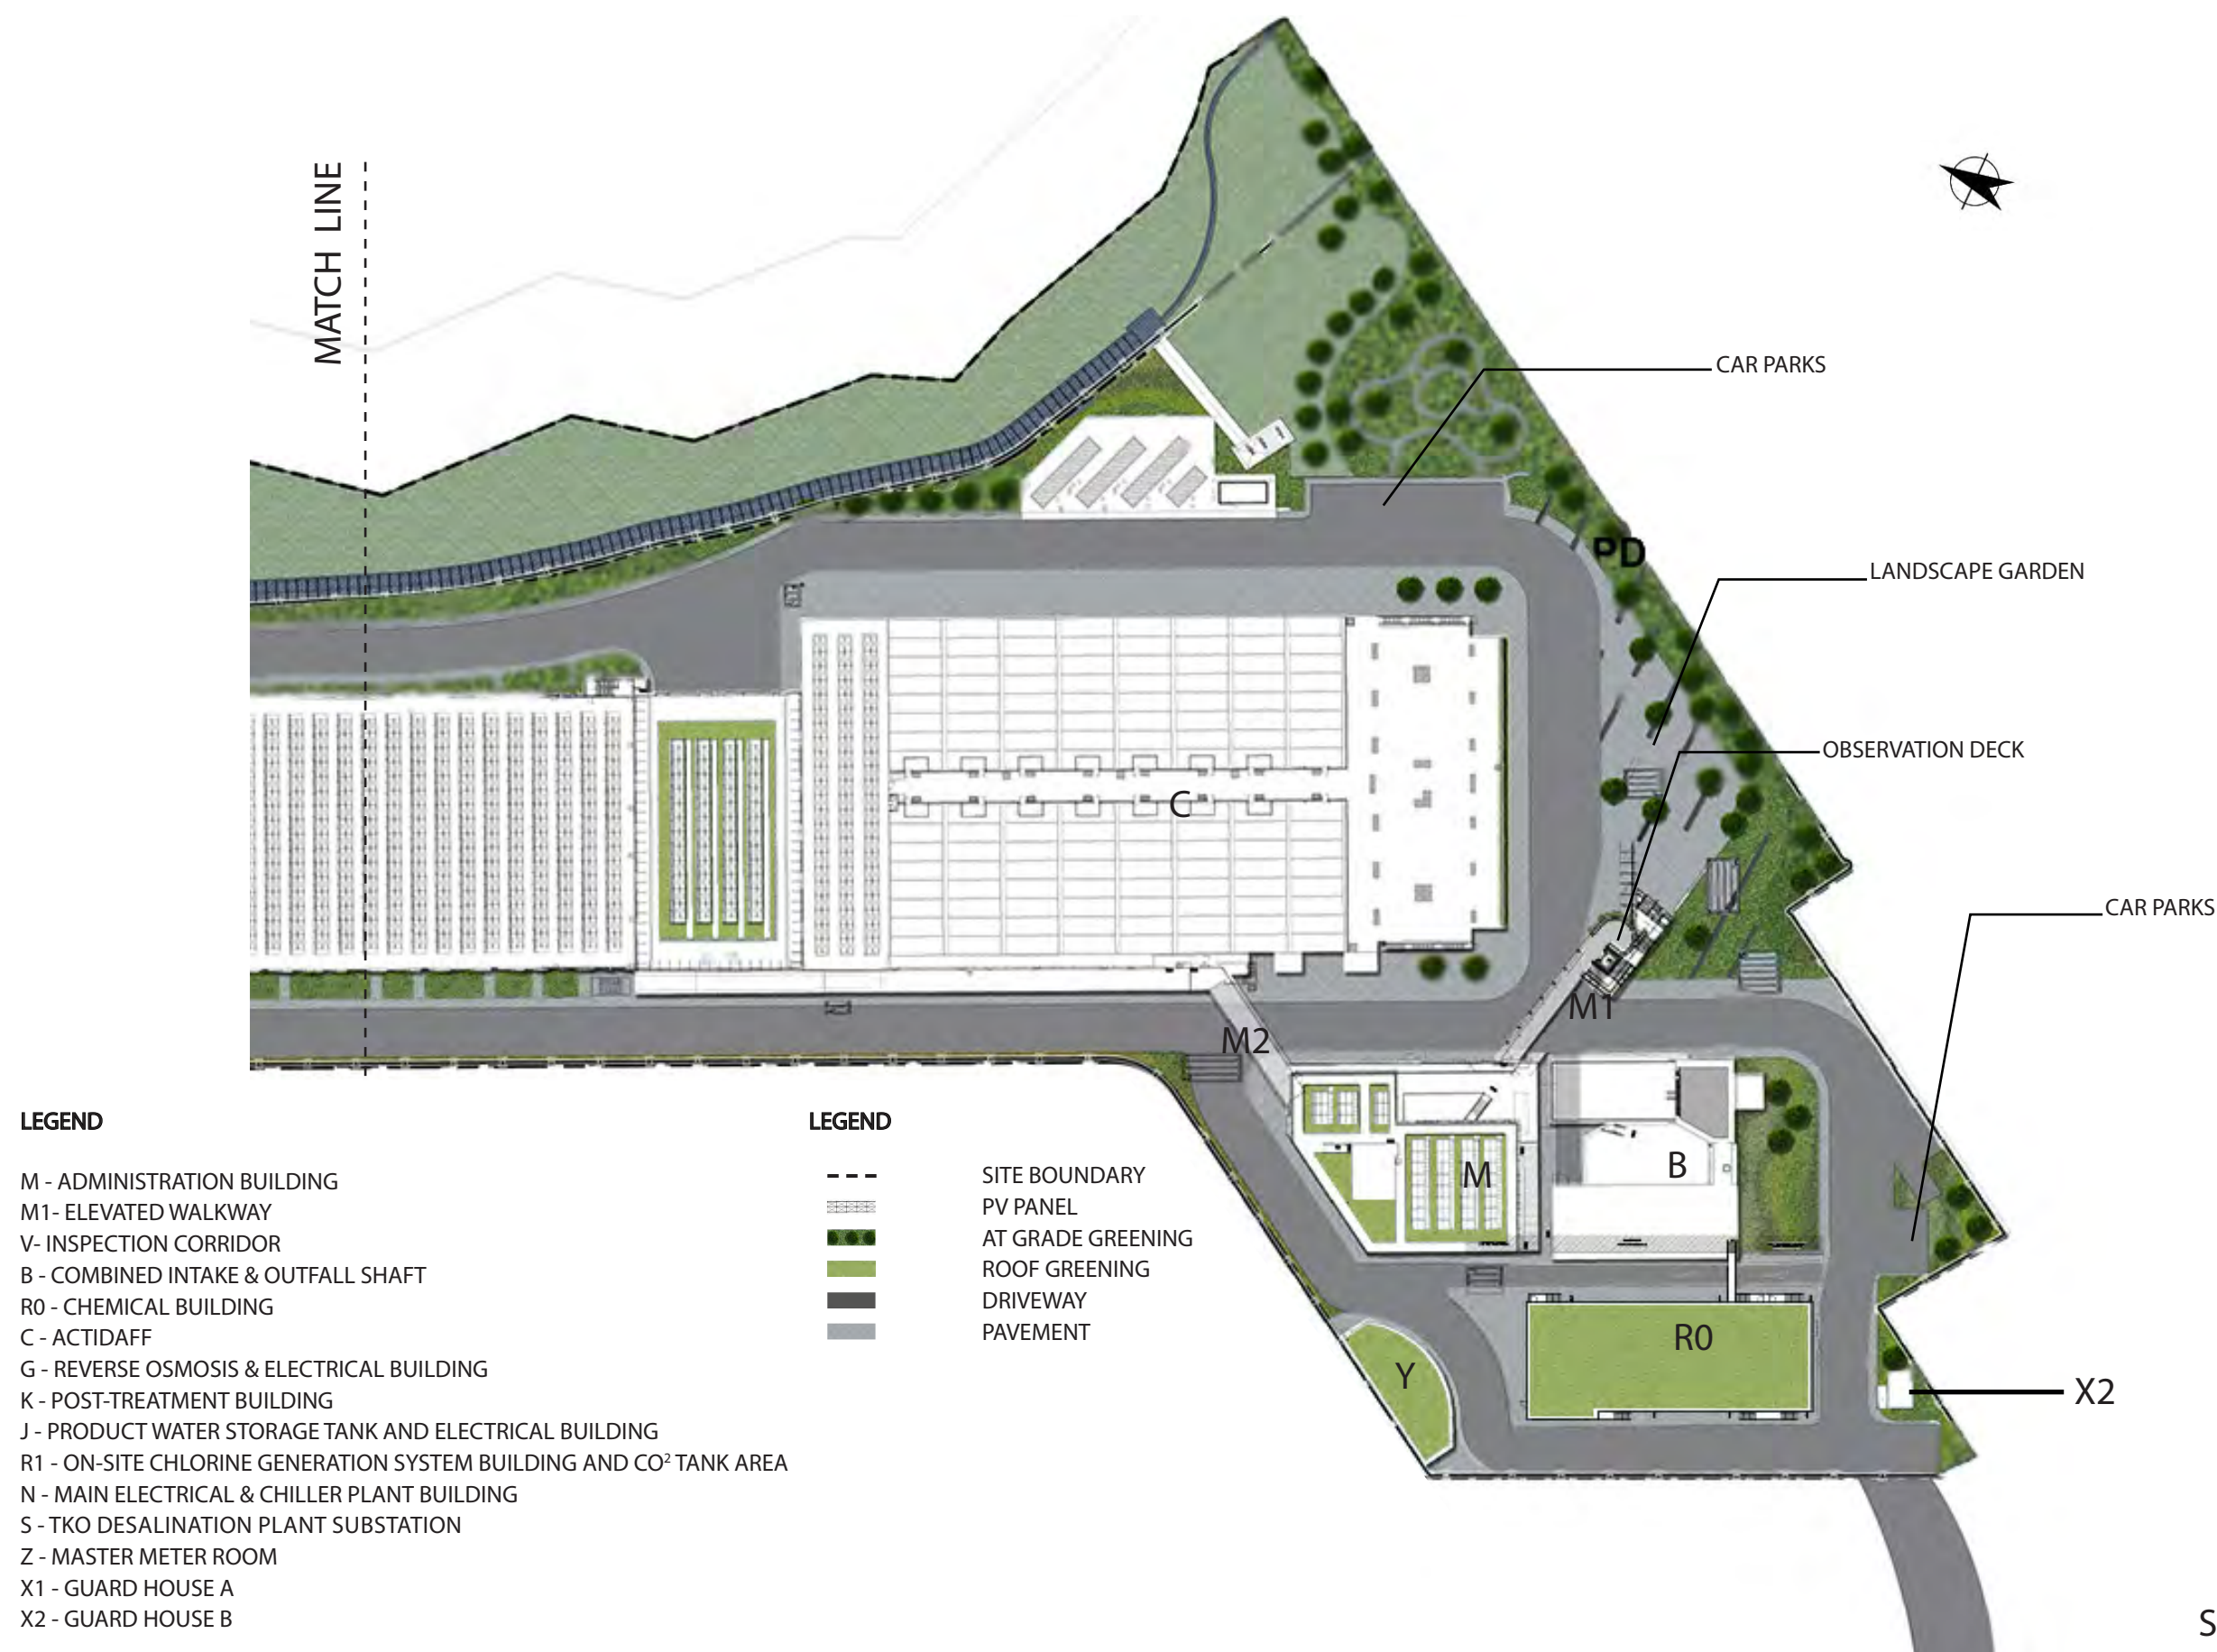 MATCH LINE
CAR PARKS
PD
LANDSCAPE GARDEN
OBSERVATION DECK
C
CAR PARKS
M1
M2
M
B
R0
Y
X2
LEGEND
M - ADMINISTRATION BUILDING
M1- ELEVATED WALKWAY
V- INSPECTION CORRIDOR
B - COMBINED INTAKE & OUTFALL SHAFT
R0 - CHEMICAL BUILDING
C - ACTIDAFF
G - REVERSE OSMOSIS & ELECTRICAL BUILDING
K - POST-TREATMENT BUILDING
J - PRODUCT WATER STORAGE TANK AND ELECTRICAL BUILDING
R1 - ON-SITE CHLORINE GENERATION SYSTEM BUILDING AND CO² TANK AREA
N - MAIN ELECTRICAL & CHILLER PLANT BUILDING
S - TKO DESALINATION PLANT SUBSTATION
Z - MASTER METER ROOM
X1 - GUARD HOUSE A
X2 - GUARD HOUSE B
LEGEND
SITE BOUNDARY
PV PANEL
AT GRADE GREENING
ROOF GREENING
DRIVEWAY
PAVEMENT
S